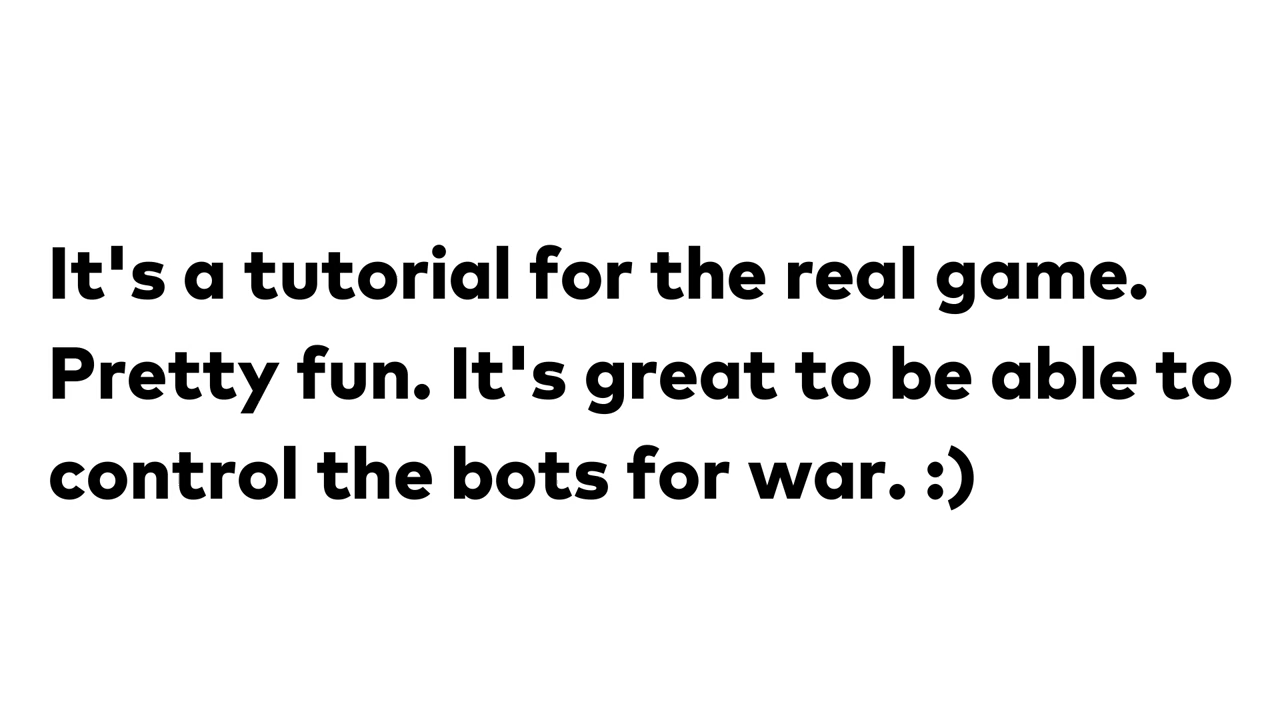 It's a tutorial for the real game.
Pretty fun. It's great to be able to
control the bots for war. :)